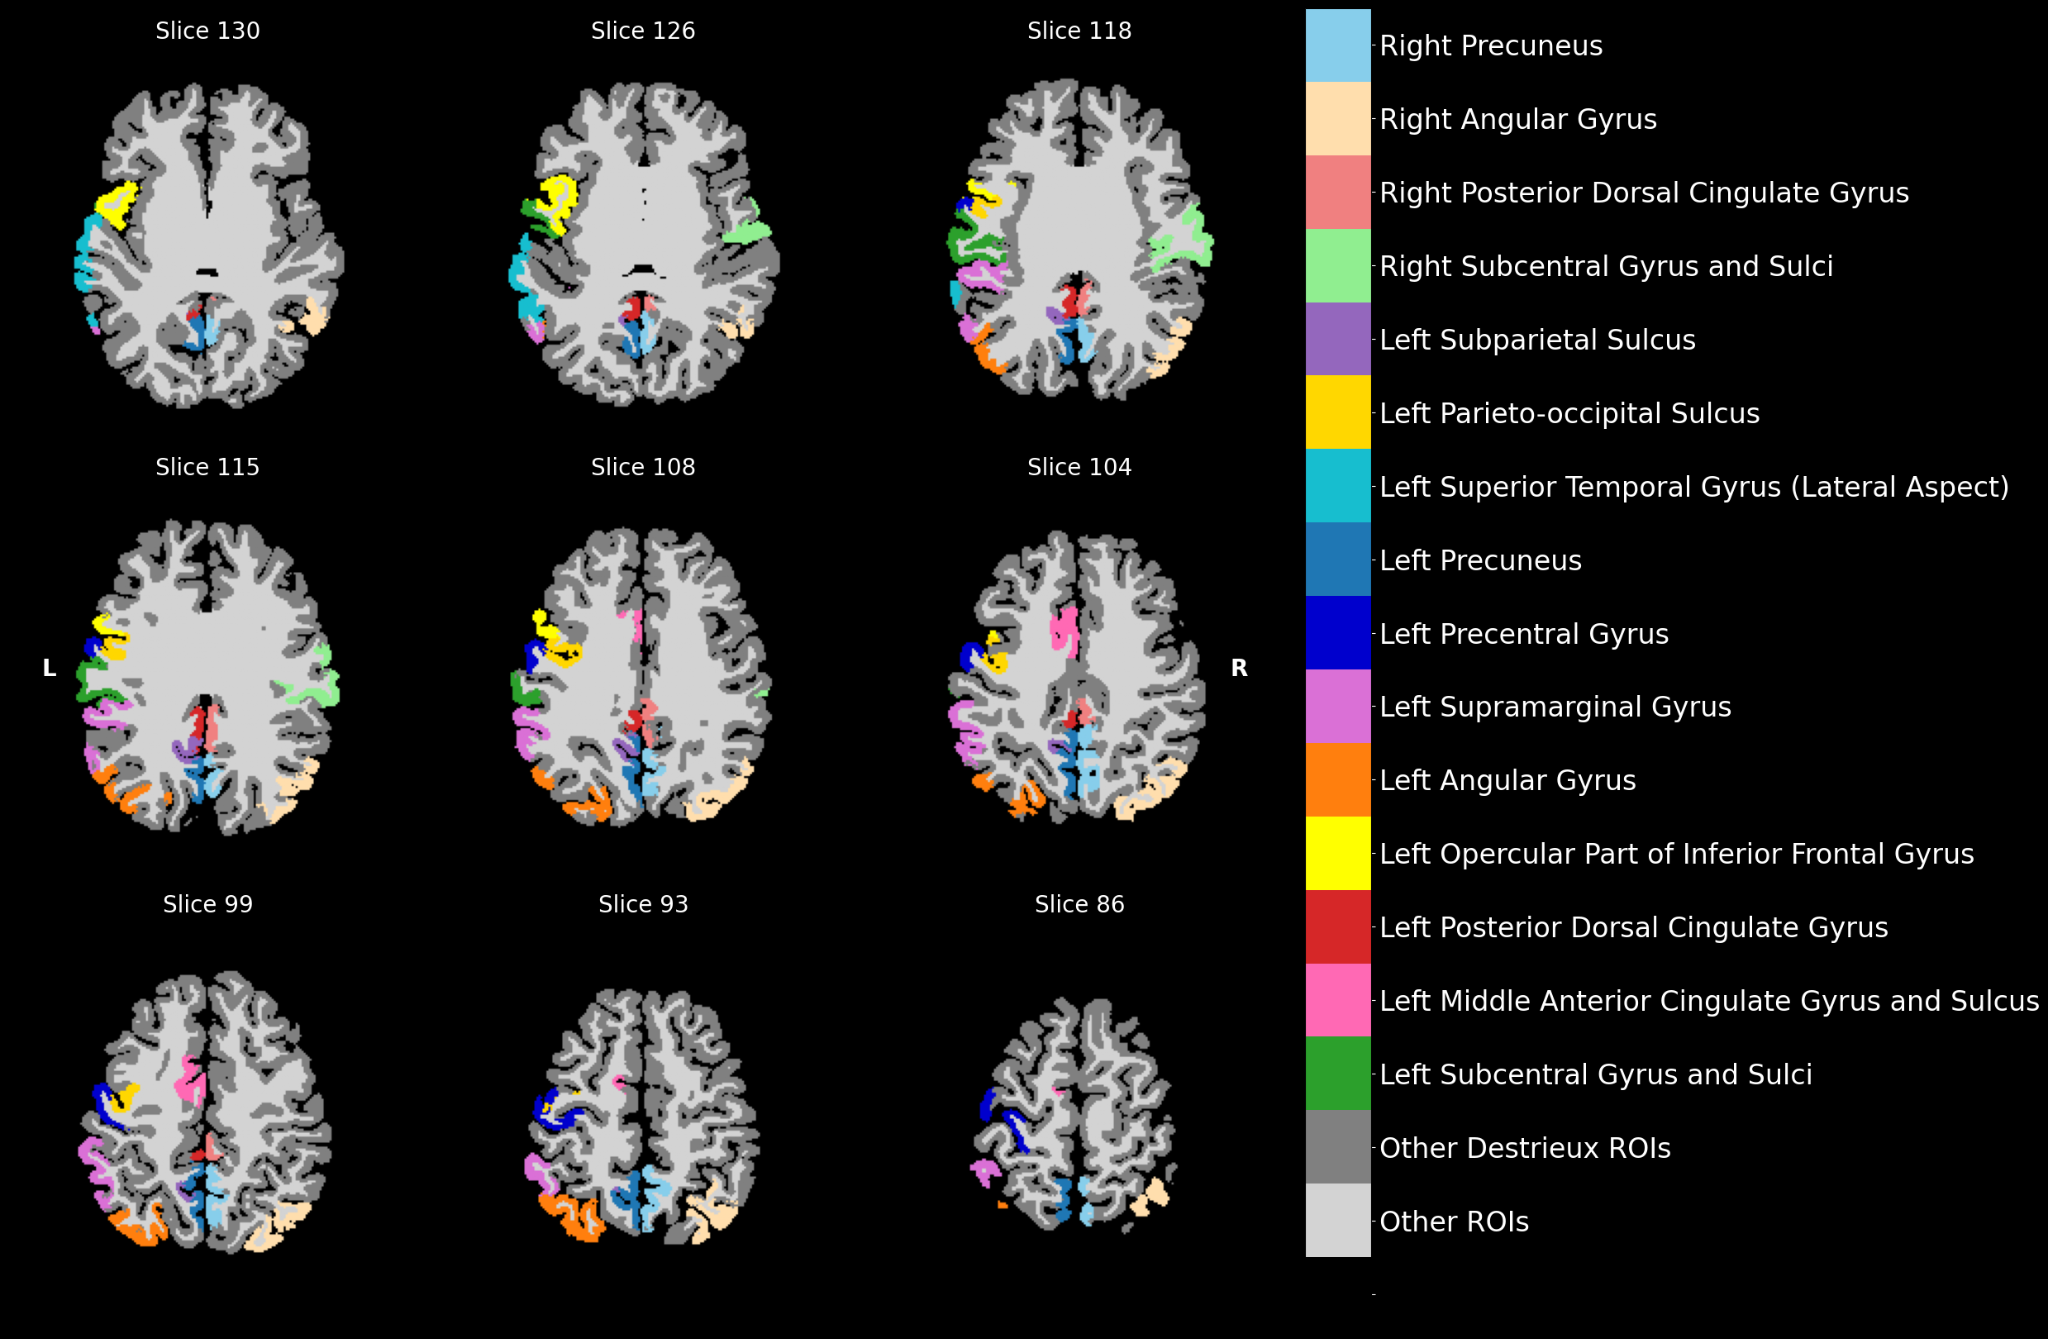 Slice 130
Slice 126
Slice 118
Slice 115
Slice 108
Slice 104
L
R
Slice 99
Slice 93
Slice 86
Right Precuneus
Right Angular Gyrus
Right Posterior Dorsal Cingulate Gyrus
Right Subcentral Gyrus and Sulci
Left Subparietal Sulcus
Left Parieto-occipital Sulcus
Left Superior Temporal Gyrus (Lateral Aspect)
Left Precuneus
Left Precentral Gyrus
Left Supramarginal Gyrus
Left Angular Gyrus
Left Opercular Part of Inferior Frontal Gyrus
Left Posterior Dorsal Cingulate Gyrus
Left Middle Anterior Cingulate Gyrus and Sulcus
Left Subcentral Gyrus and Sulci
Other Destrieux ROIs
Other ROIs